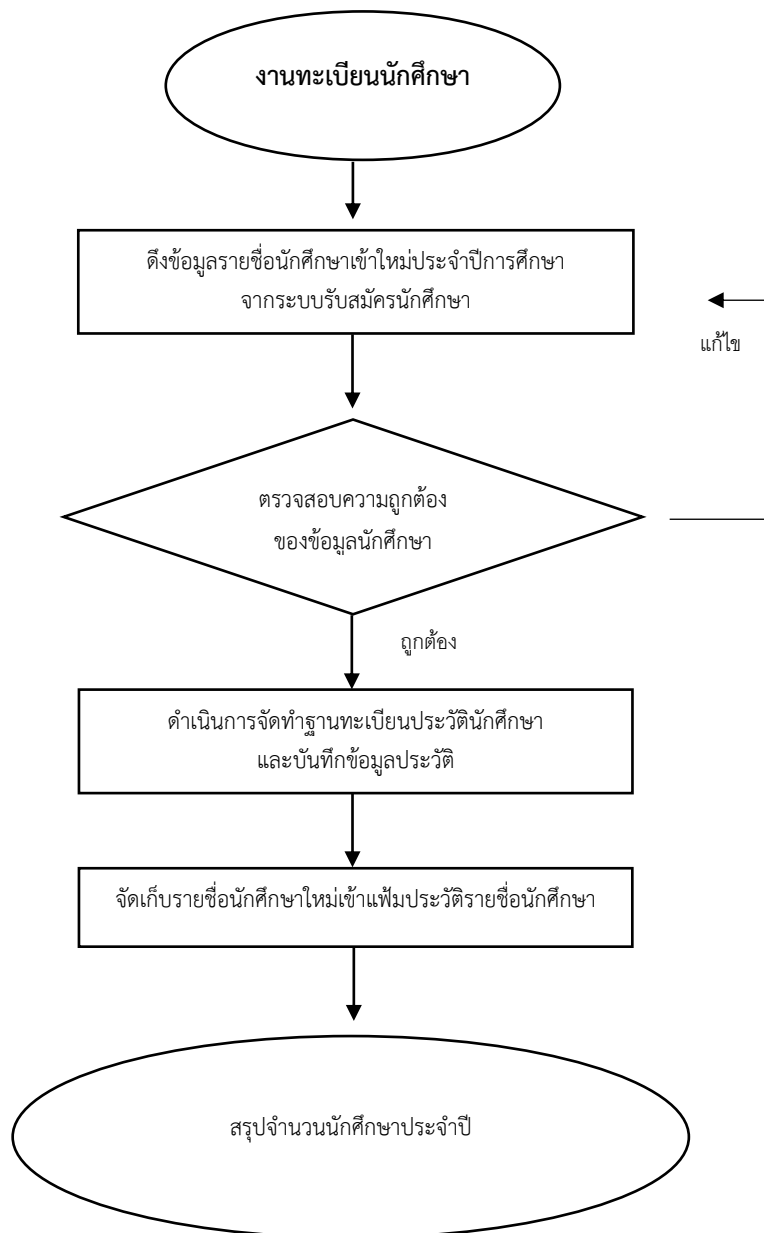 งานทะเบียนนักศึกษา
ดึงข้อมูลรายชื่อนักศึกษาเข้าใหม่ประจำปีการศึกษา
จากระบบรับสมัครนักศึกษา
แก้ไข
ตรวจสอบความถูกต้อง
ของข้อมูลนักศึกษา
ถูกต้อง
ดำเนินการจัดทำฐานทะเบียนประวัตินักศึกษา
และบันทึกข้อมูลประวัติ
จัดเก็บรายชื่อนักศึกษาใหม่เข้าแฟ้มประวัติรายชื่อนักศึกษา
สรุปจำนวนนักศึกษาประจำปี